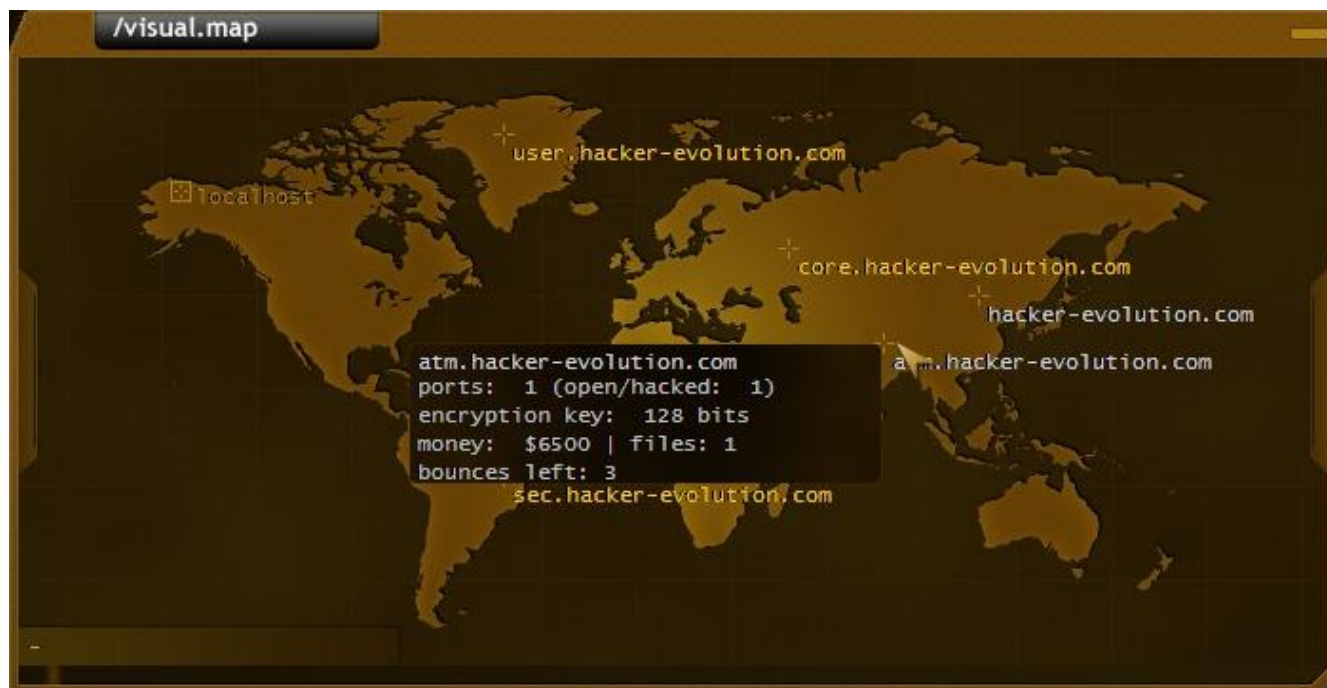 /visual.map
user.hacker-evolution.com
localhost
core.hacker-evolution.com
hacker-evolution.com
atm.hacker-evolution.com
ports: 1 (open/hacked: 1)
encryption key: 128 bits
money: $6500 | files: 1
bounces left: 3
a m.hacker-evolution.com
sec.hacker-evolution.com
-